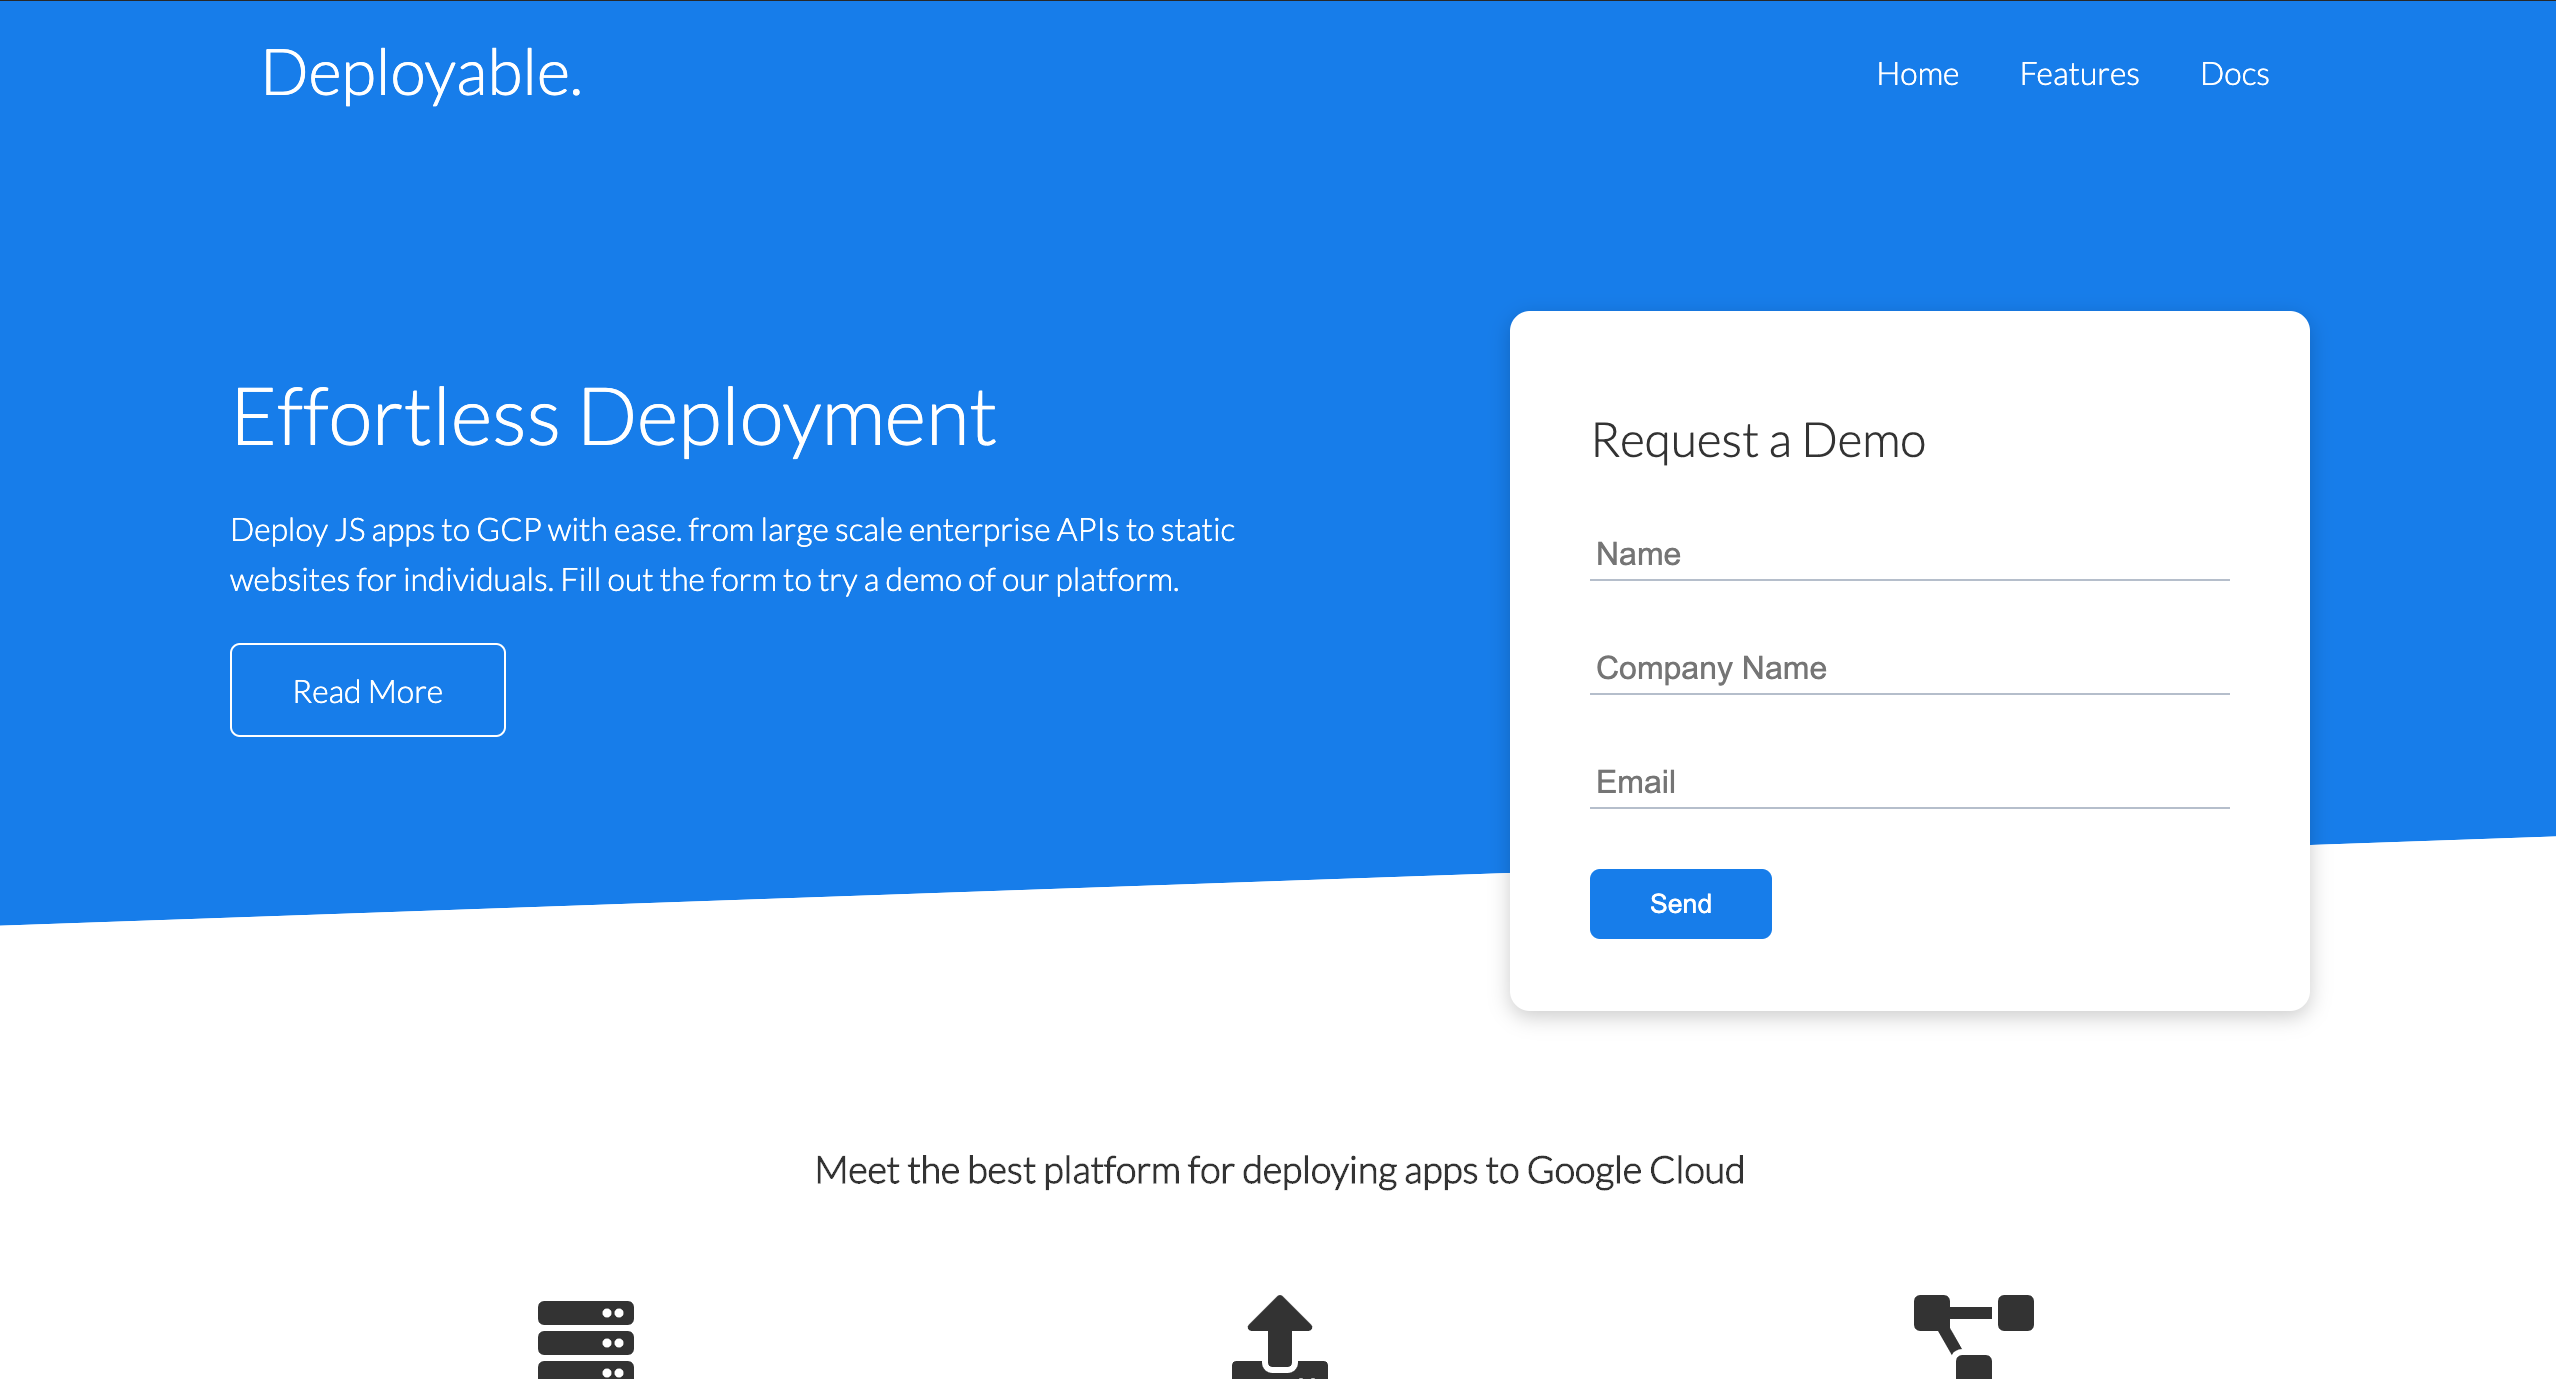 Deployable.
Home Features Docs
Effortless Deployment
Deploy JS apps to GCP with ease. from large scale enterprise APIs to static
websites for individuals. Fill out the form to try a demo of our platform.
Read More
Request a Demo
Name
Company Name
Email
Send
Meet the best platform for deploying apps to Google Cloud